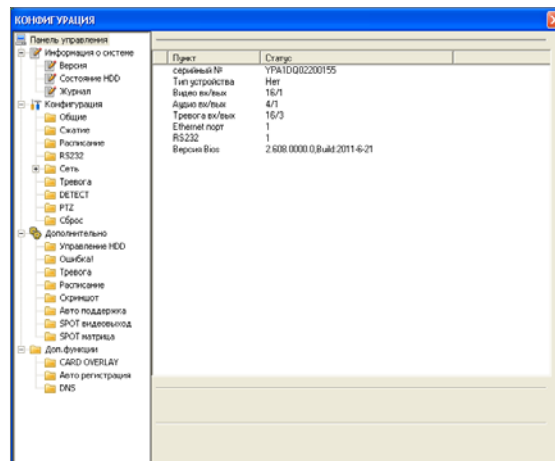 КОНФИГУРАЦИЯ
Панель управления
Информация о системе
Версия
Состояние HDD
Журнал
Конфигурация
Общие
Сжатие
Расписание
RS232
Сеть
Тревога
DETECT
PTZ
Сброс
Дополнительно
Управление HDD
Ошибка!
Тревога
Расписание
Скриншот
Авто поддержка
SPOT видеовыход
SPOT матрица
Доп.функции
CARD OVERLAY
Авто регистрация
DNS
Пункт Статус
серийный № YPA1DQ02200155
Тип устройства Нет
Видео вх/вых 16/1
Аудио вх/вых 4/1
Тревога вх/вых 16/3
Ethernet порт 1
RS232 1
Версия Bios 2.608.0000.0,Build:2011-6-21